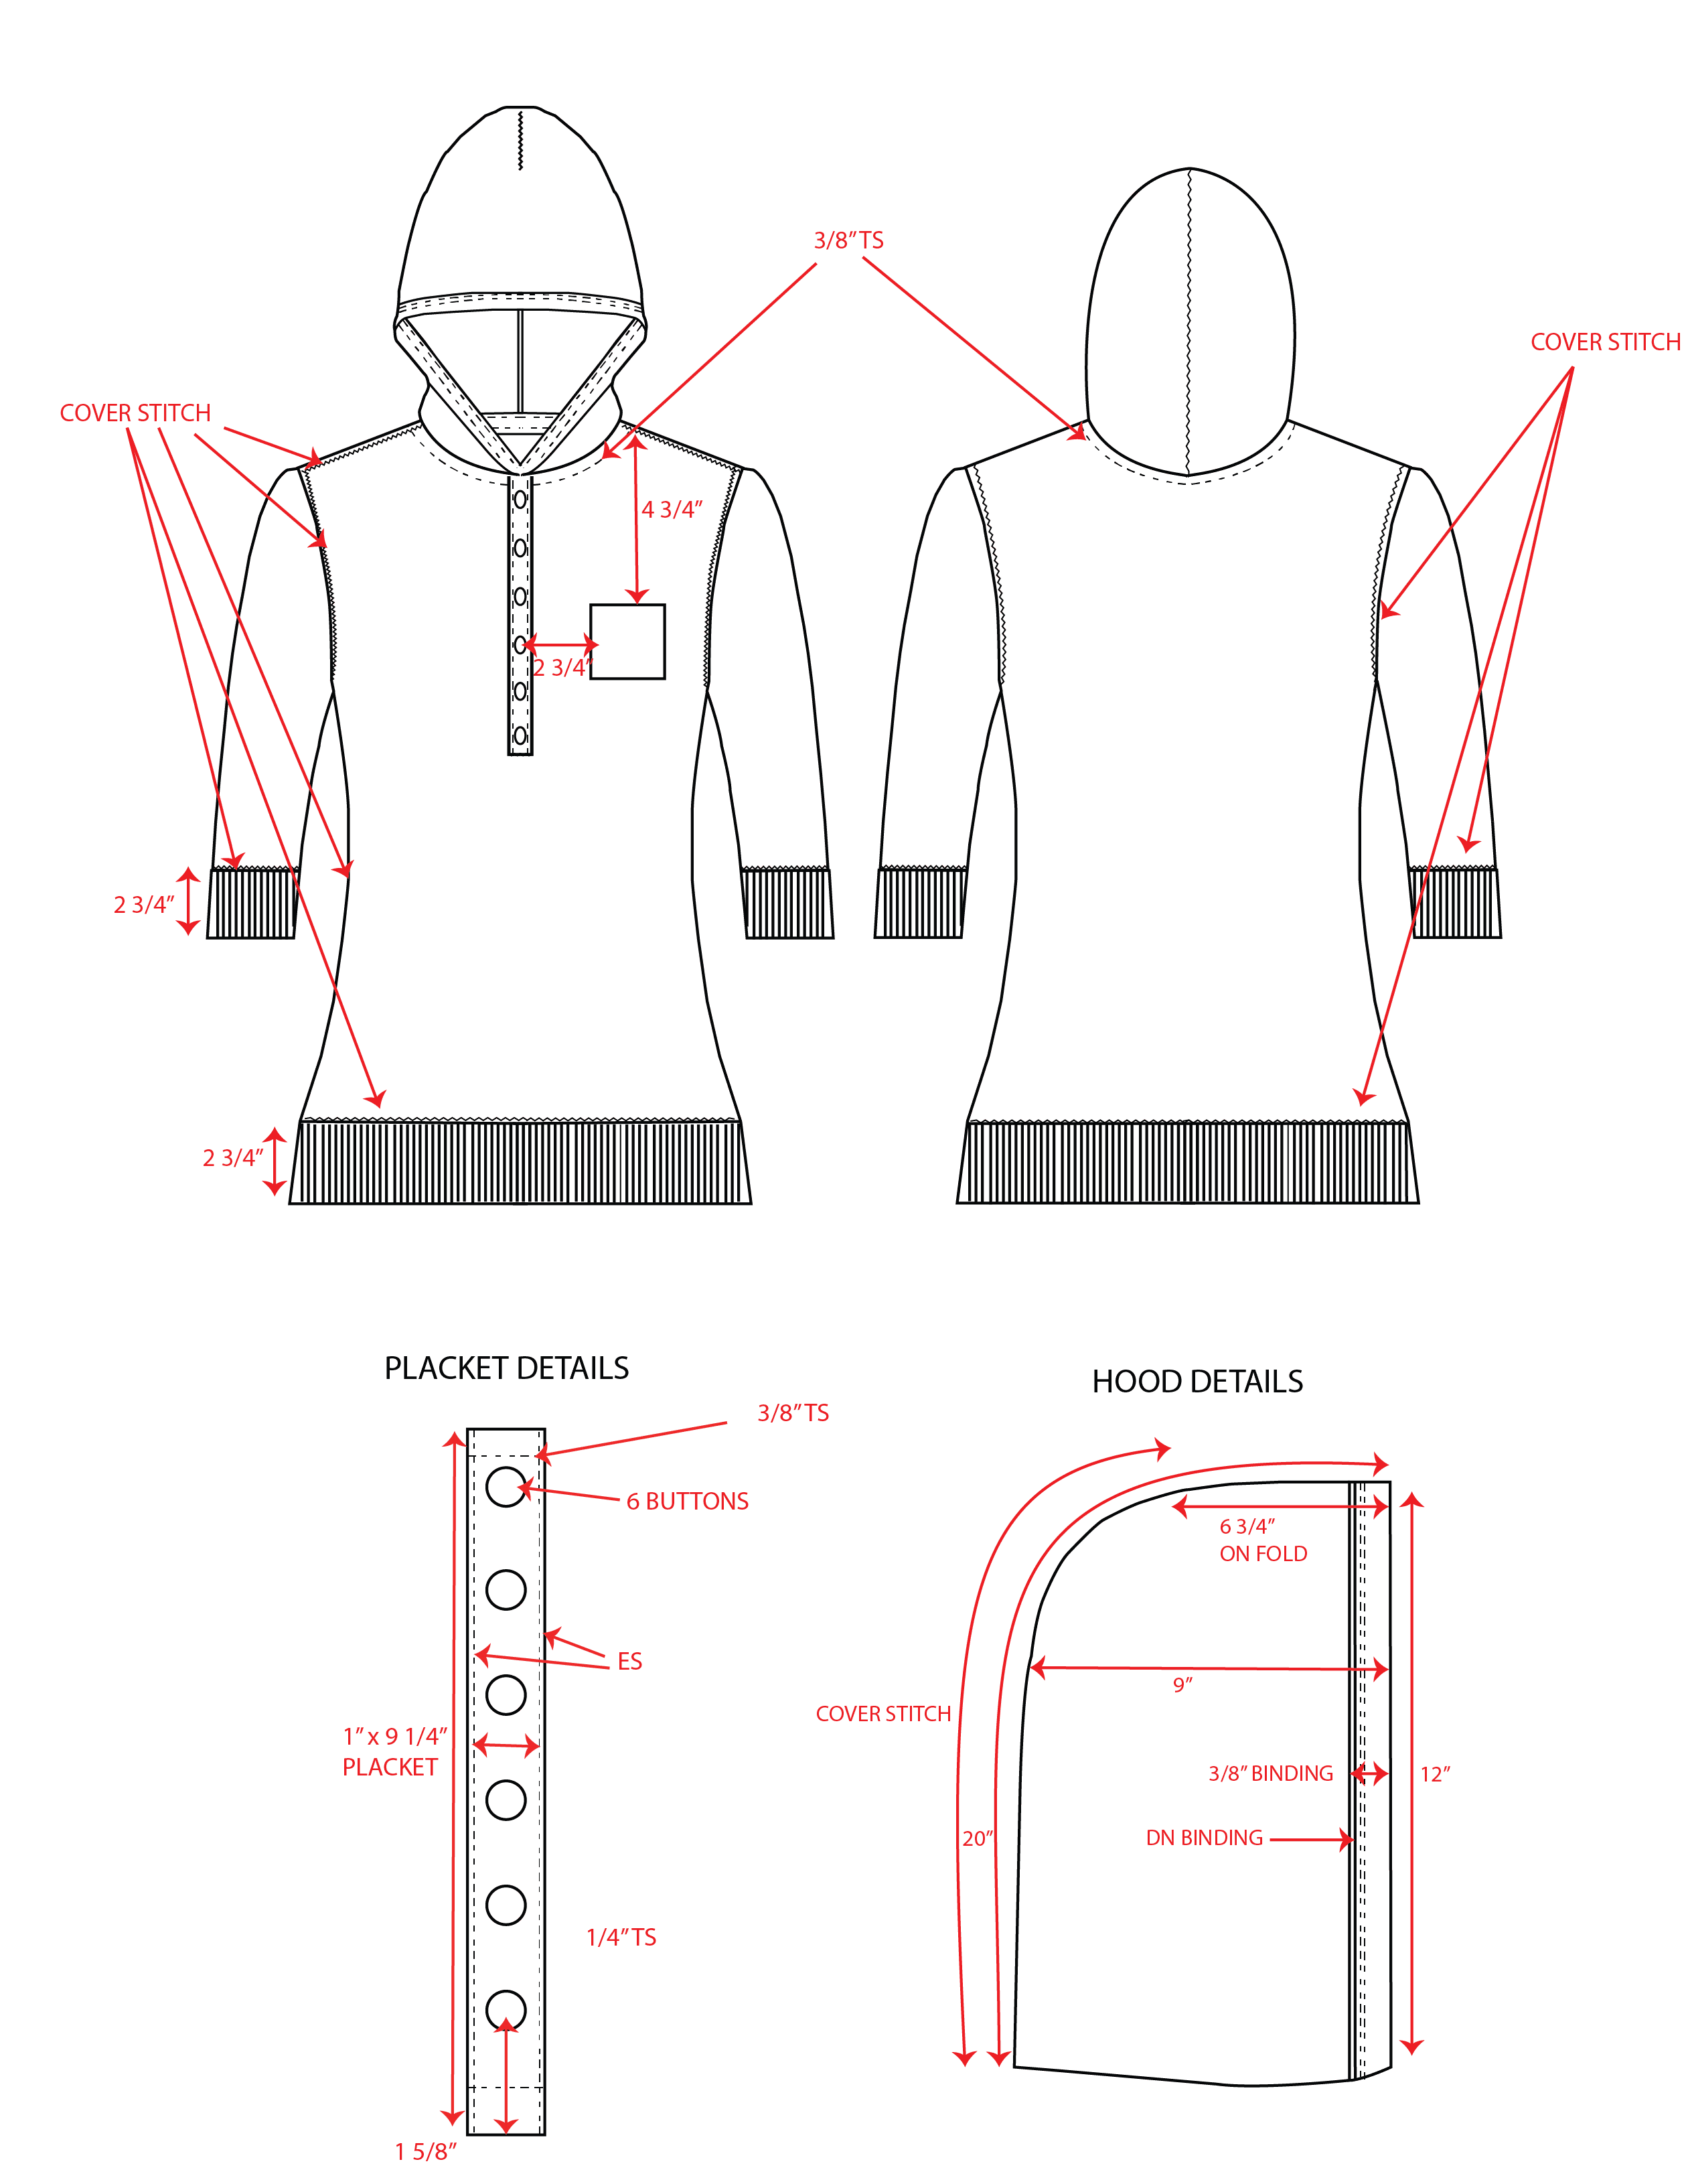 3/8” TS
COVER STITCH
COVER STITCH
4 3/4”
2 3/4”
2 3/4”
2 3/4”
PLACKET DETAILS
HOOD DETAILS
3/8” TS
6 BUTTONS
ES
1” x 9 1/4”
PLACKET
1/4” TS
1 5/8”
6 3/4”
ON FOLD
9”
COVER STITCH
3/8” BINDING
12”
20”
DN BINDING